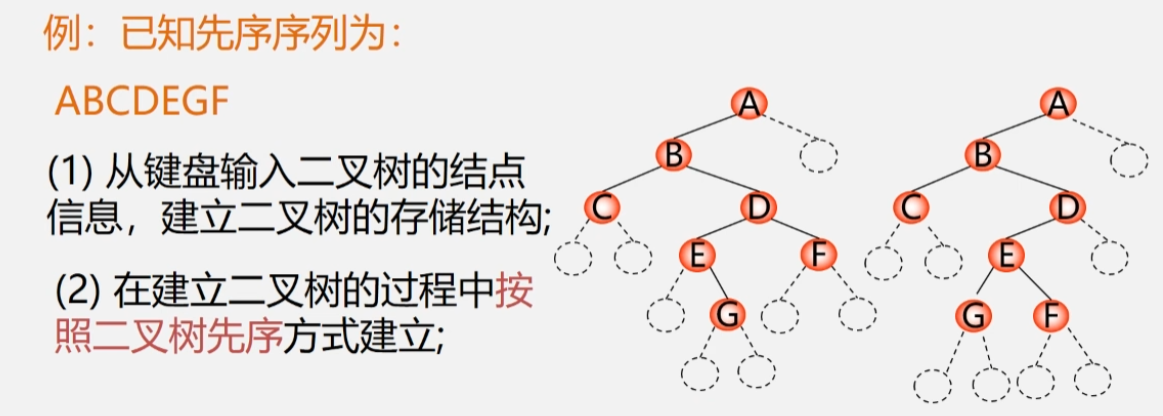 例：已知先序序列为：
ABCDEGF
(1) 从键盘输入二叉树的结点
信息，建立二叉树的存储结构;
(2) 在建立二叉树的过程中按
照二叉树先序方式建立;
A
B
C
D
E
F
G
A
B
C
D
E
G
F